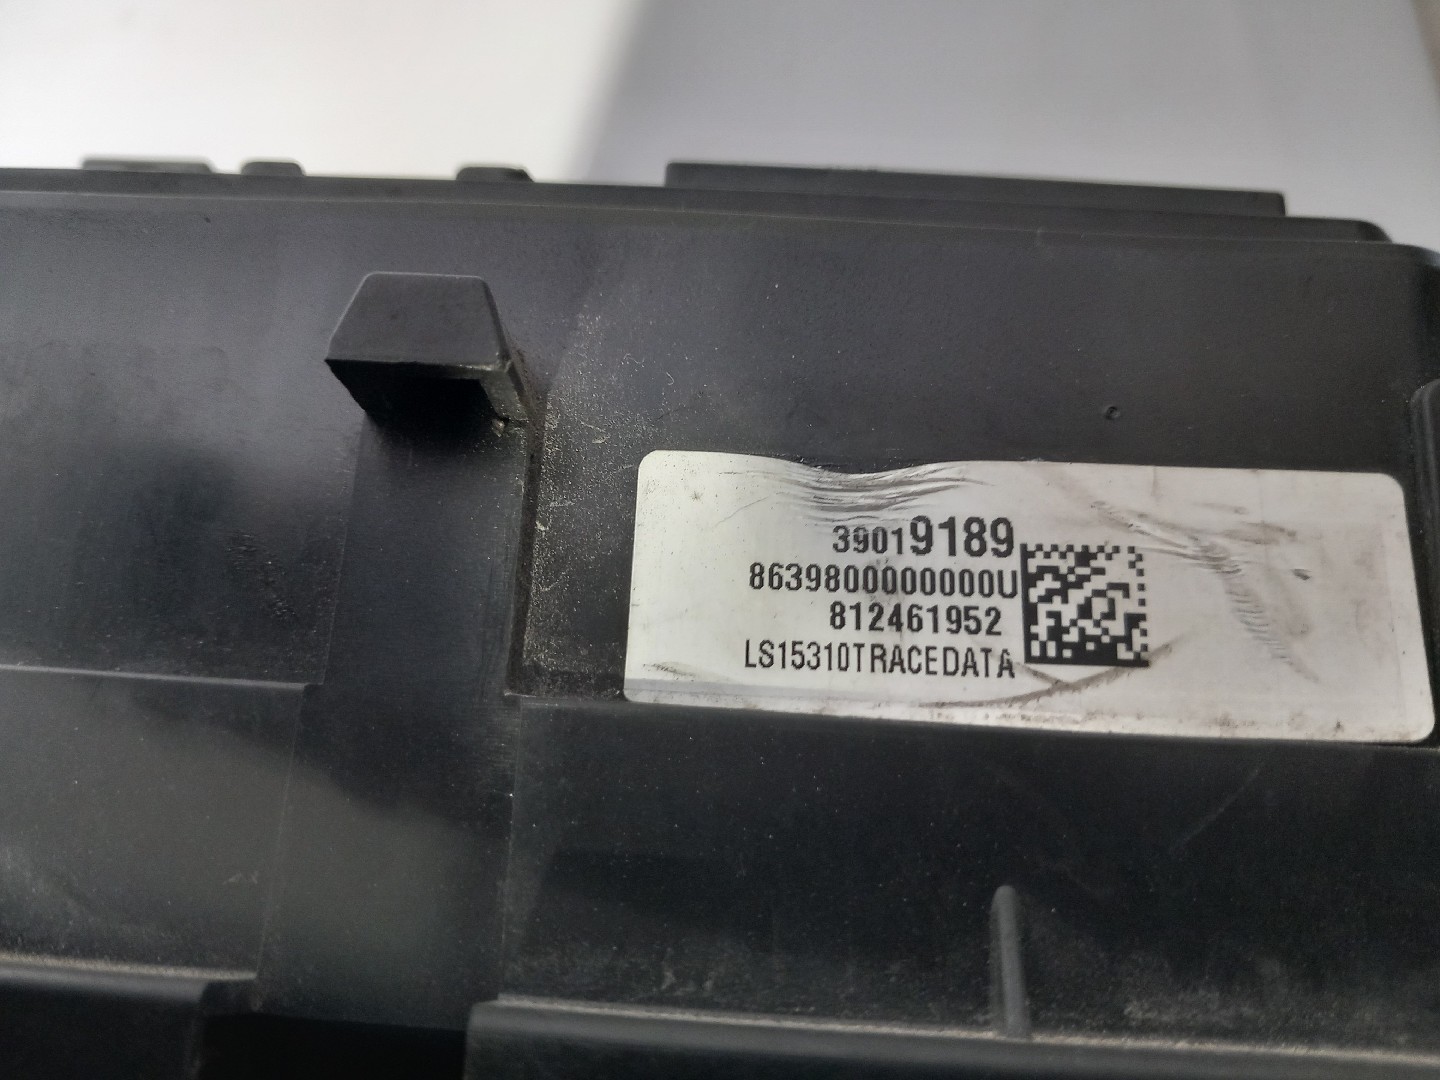 39019189
8639800000000U
812461952
LS15310TRACEDATA